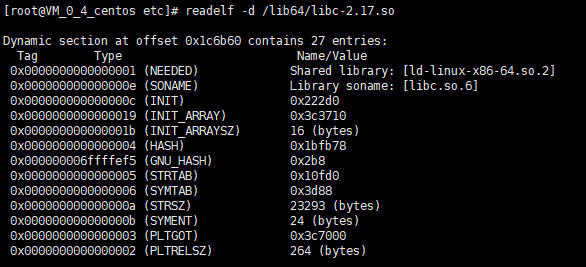 [root@VM_0_4_centos etc]# readelf -d /lib64/libc-2.17.so
Dynamic section at offset 0x1c6b60 contains 27 entries:
Tag Type Name/Value
0x0000000000000001 (NEEDED) Shared library: [ld-linux-x86-64.so.2]
0x000000000000000e (SONAME) Library soname: [libc.so.6]
0x000000000000000c (INIT) 0x222d0
0x0000000000000019 (INIT_ARRAY) 0x3c3710
0x000000000000001b (INIT_ARRAYSZ) 16 (bytes)
0x0000000000000004 (HASH) 0x1bfb78
0x000000006ffffef5 (GNU_HASH) 0x2b8
0x0000000000000005 (STRTAB) 0x10fd0
0x0000000000000006 (SYMTAB) 0x3d88
0x000000000000000a (STRSZ) 23293 (bytes)
0x000000000000000b (SYMENT) 24 (bytes)
0x0000000000000003 (PLTGOT) 0x3c7000
0x0000000000000002 (PLTRELSZ) 264 (bytes)